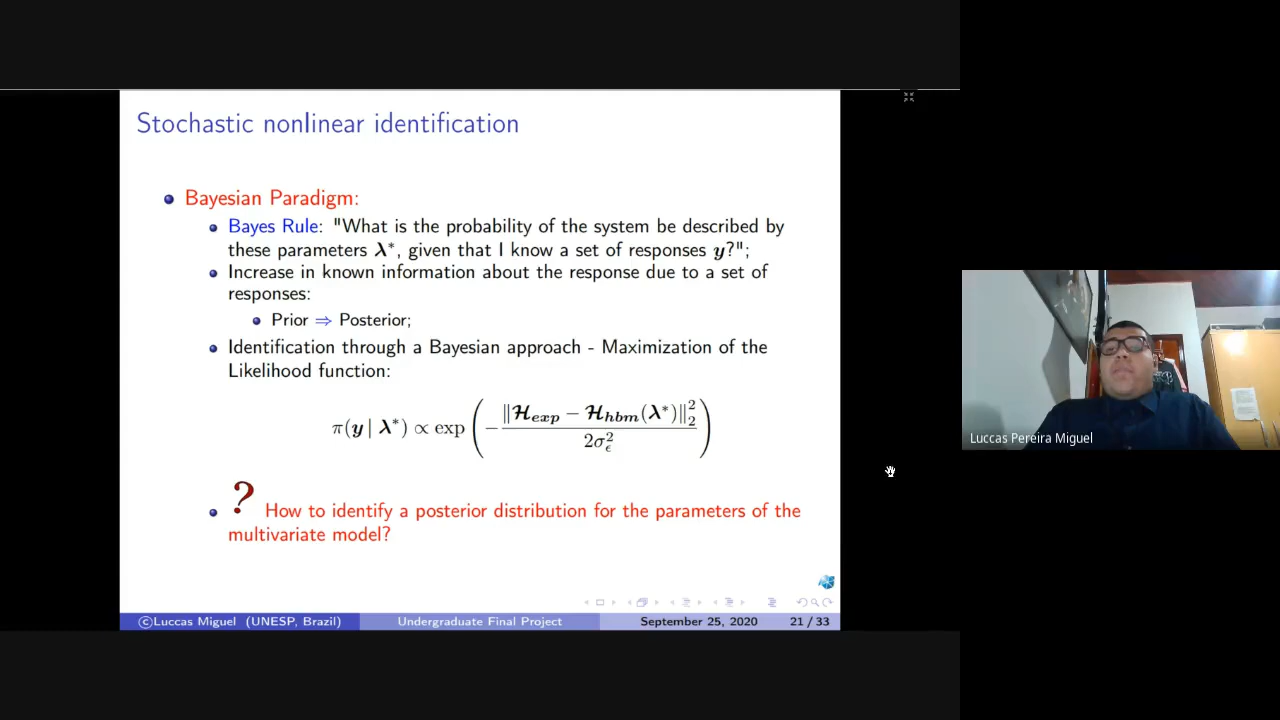 Stochastic nonlinear identification
Bayesian Paradigm:
Bayes Rule: "What is the probability of the system be described by
these parameters λ*, given that I know a set of responses y?";
Increase in known information about the response due to a set of
responses:
Prior ⇒ Posterior;
Identification through a Bayesian approach - Maximization of the
Likelihood function:
π(y | λ*) ∝ exp ( − ‖𝓗exp − 𝓗hbm(λ*)‖₂² / 2σ²ϵ )
? How to identify a posterior distribution for the parameters of the
multivariate model?
©Luccas Miguel (UNESP, Brazil) Undergraduate Final Project September 25, 2020 21 / 33
Luccas Pereira Miguel